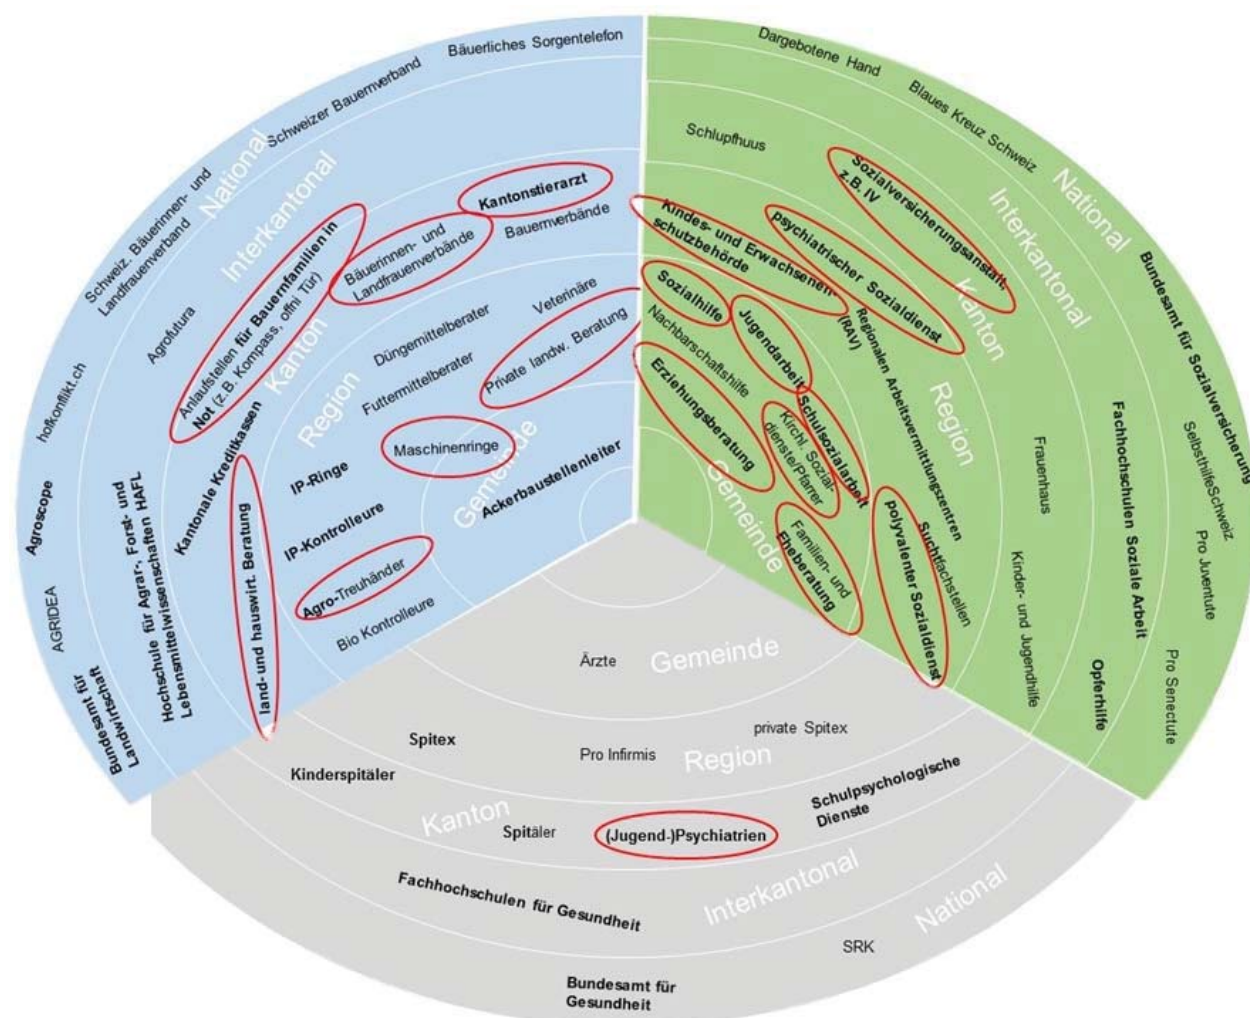 Bäuerliches Sorgentelefon
Schweizer Bauernverband
National
Schweiz. Bäuerinnen- und
Landfrauenverband
Interkantonal
Kantonstierarzt
Bauernverbände
Bäuerinnen- und
Landfrauenverbände
Anlaufstellen für Bauernfamilien in
Not (z.B. Kompass, offni Tür)
Agrofutura
Kanton
hofkonflikt.ch
Veterinäre
Düngemittelberater
Private landw. Beratung
Futtermittelberater
Region
Kantonale Kreditkassen
Maschinenringe
Gemeinde
IP-Ringe
Ackerbaustellenleiter
Agroscope
Hochschule für Agrar-, Forst- und
Lebensmittelwissenschaften HAFL
IP-Kontrolleure
land- und hauswirt. Beratung
Agro-Treuhänder
Bio Kontrolleure
AGRIDEA
Bundesamt für
Landwirtschaft
Dargebotene Hand
Blaues Kreuz Schweiz
Schlupfhuus
Sozialversicherungsanstalt,
z.B. IV
National
Interkantonal
Kindes- und Erwachsenen-
schutzbehörde
psychiatrischer Sozialdienst
Kanton
Bundesamt für Sozialversicherung
Sozialhilfe
Jugendarbeit
Regionalen Arbeitsvermittlungszentren
(RAV)
Nachbarschaftshilfe
Erziehungsberatung
Schulsozialarbeit
Kirchl. Sozial-
dienste/Pfarrer
Region
Gemeinde
Frauenhaus
Fachhochschulen Soziale Arbeit
SelbsthilfeSchweiz
Familien- und
Eheberatung
polyvalenter Sozialdienst
Suchtfachstellen
Kinder- und Jugendhilfe
Pro Juventute
Opferhilfe
Pro Senectute
Ärzte
Gemeinde
Spitex
Pro Infirmis
private Spitex
Region
Kinderspitäler
Kanton
Spitäler
(Jugend-)Psychiatrien
Schulpsychologische
Dienste
Fachhochschulen für Gesundheit
Interkantonal
National
SRK
Bundesamt für
Gesundheit